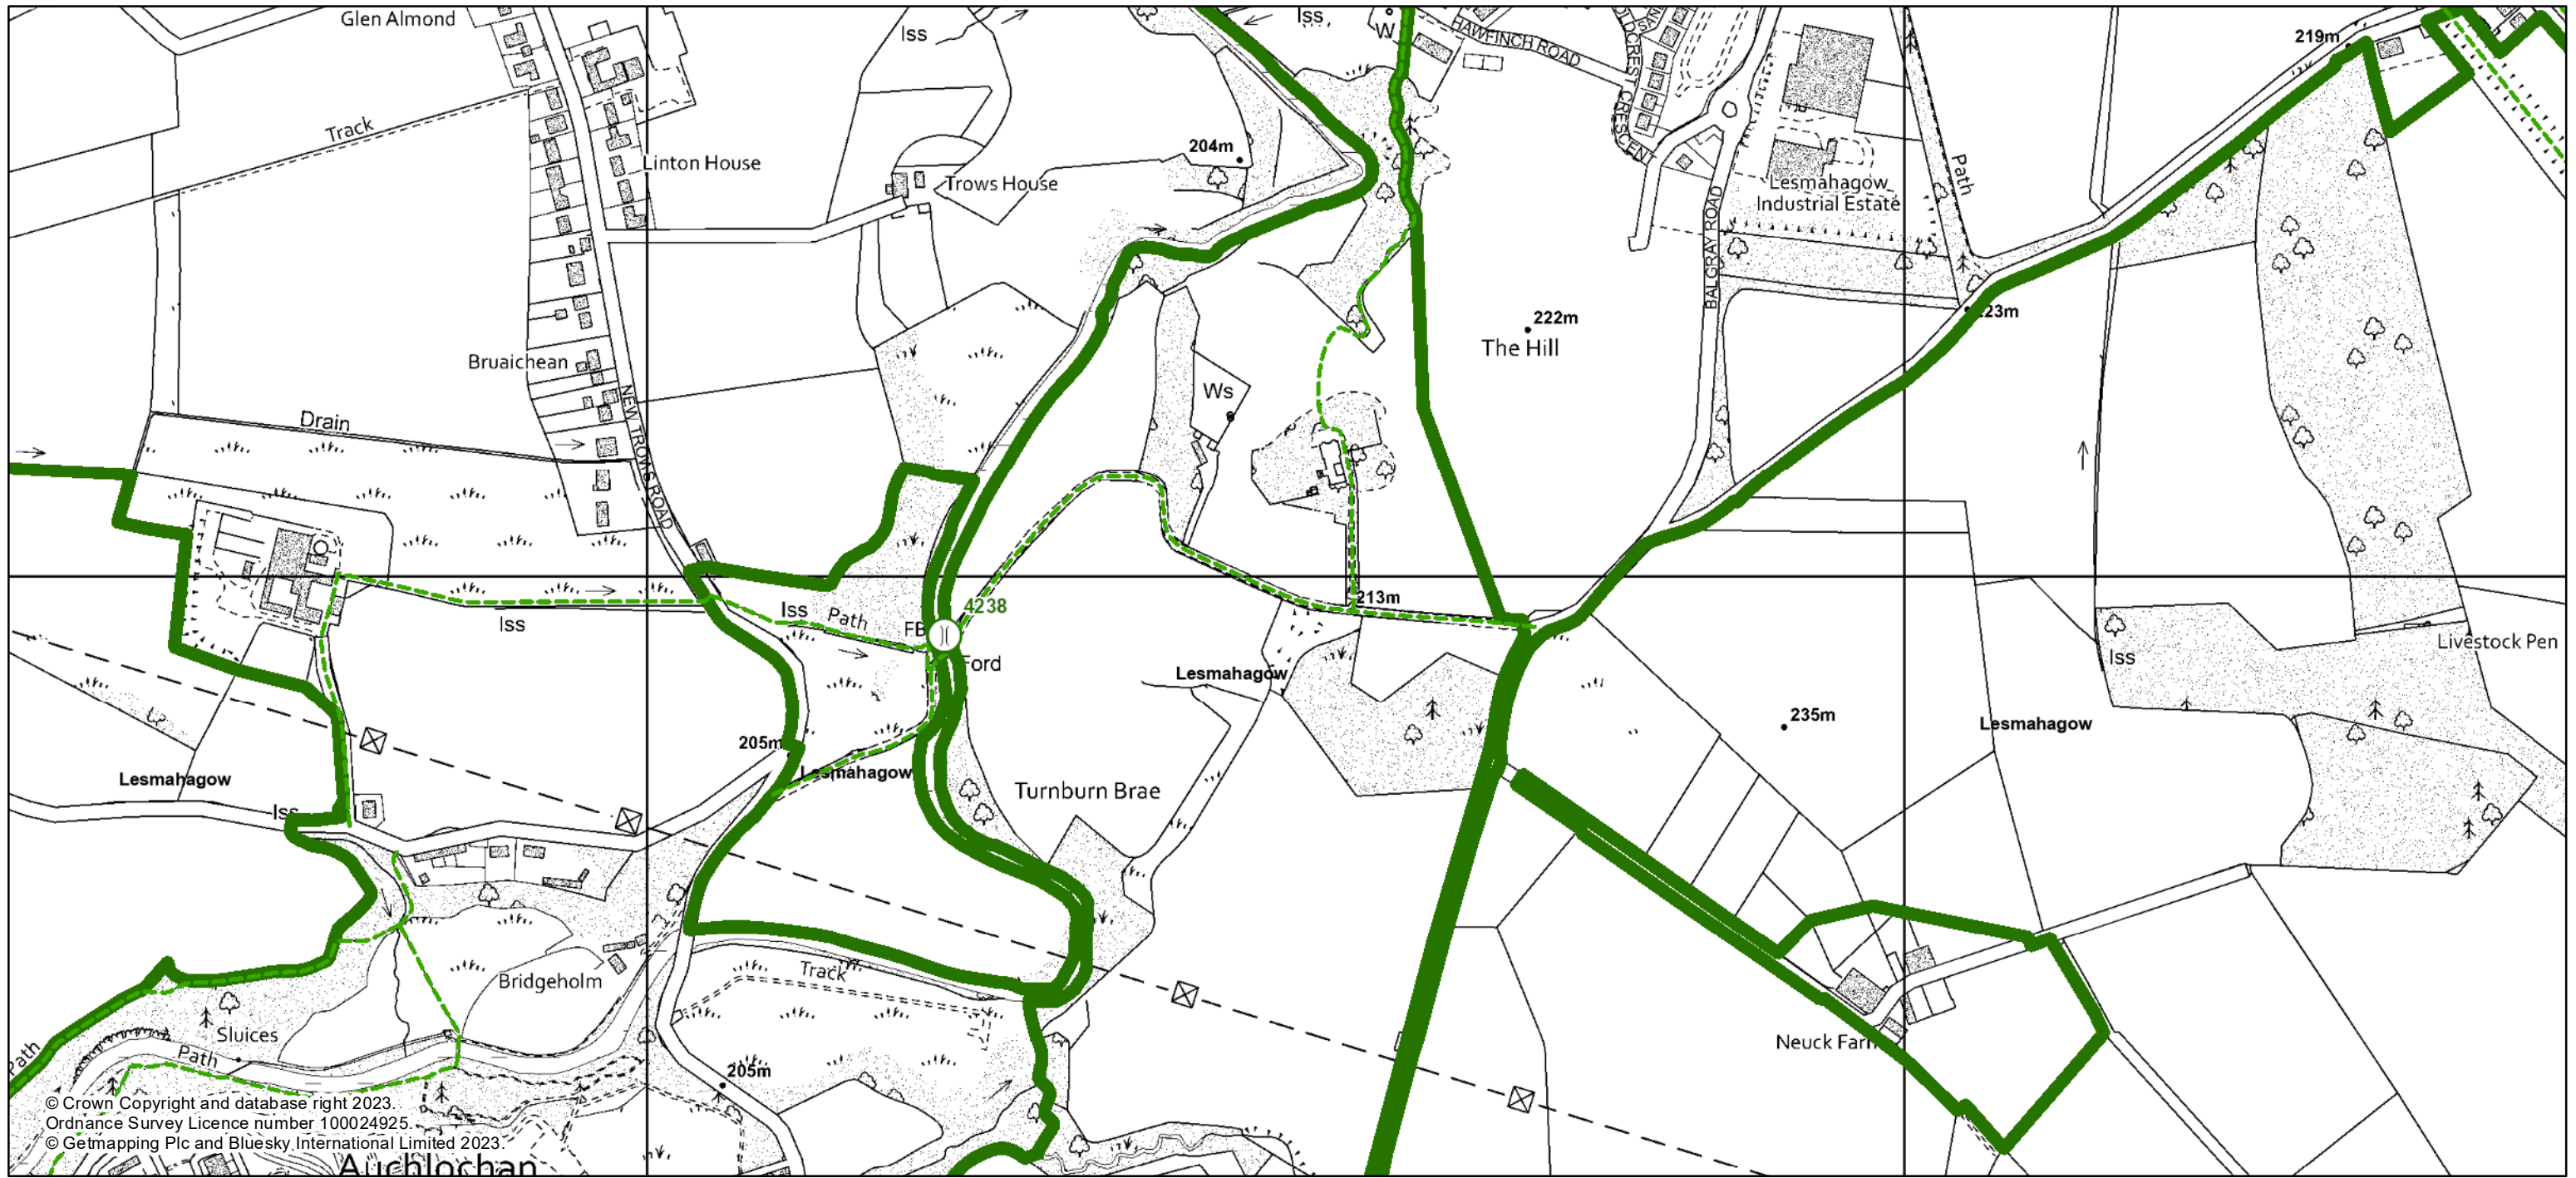 Glen Almond
Iss
Iss
W
HAWFINCH ROAD
219m
Track
Linton House
Trows House
204m
CRESCENT
Lesmahagow
Industrial Estate
Path
BALGRAY ROAD
222m
The Hill
Bruaichean
NEW TROWS ROAD
Ws
Drain
4238
213m
Iss
Path
FB
Iss
Ford
Lesmahagow
Livestock Pen
Iss
235m
Lesmahagow
205m
Lesmahagow
Lesmahagow
Turnburn Brae
Iss
Track
Bridgeholm
Sluices
Neuck Farm
Path
Path
205m
© Crown Copyright and database right 2023.
Ordnance Survey Licence number 100024925.
© Getmapping Plc and Bluesky International Limited 2023.
Auchlochan